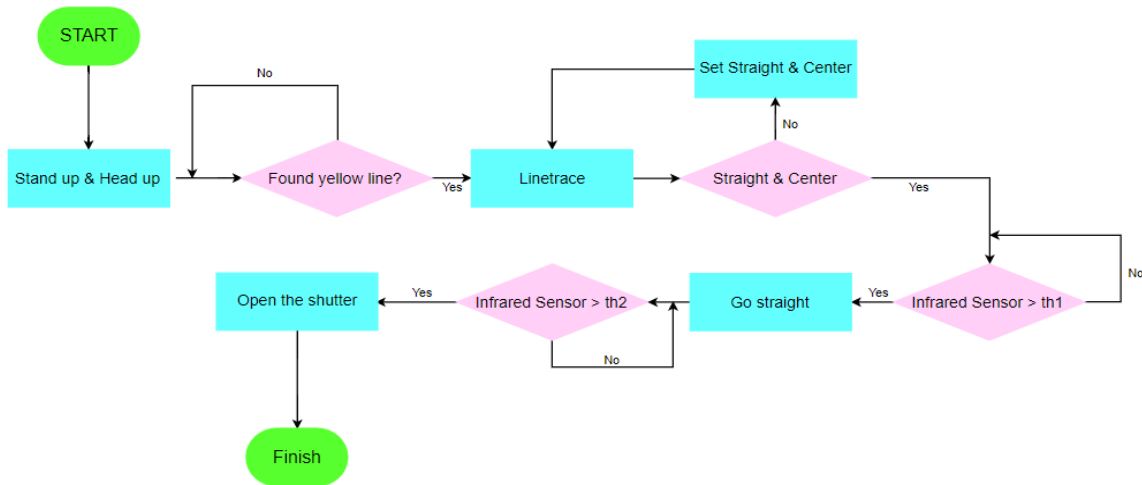 START
Stand up & Head up
No
Found yellow line?
Yes
Linetrace
Set Straight & Center
No
Straight & Center
Yes
No
Infrared Sensor > th1
Yes
Go straight
Infrared Sensor > th2
No
Yes
Open the shutter
Finish